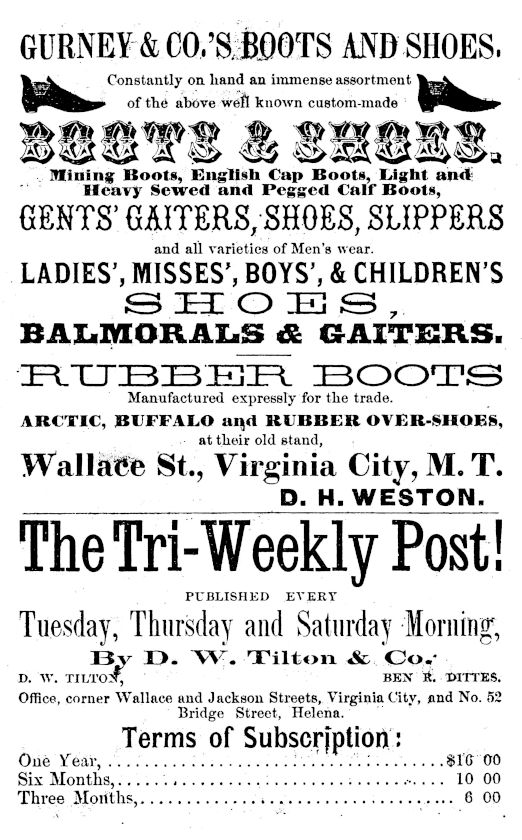 GURNEY & CO.'S BOOTS AND SHOES.
Constantly on hand an immense assortment
of the above well known custom-made
BOOTS & SHOES.
Mining Boots, English Cap Boots, Light and
Heavy Sewed and Pegged Calf Boots,
GENTS' GAITERS, SHOES, SLIPPERS
and all varieties of Men's wear.
LADIES', MISSES', BOYS', & CHILDREN'S
SHOES,
BALMORALS & GAITERS.
RUBBER BOOTS
Manufactured expressly for the trade.
ARCTIC, BUFFALO and RUBBER OVER-SHOES,
at their old stand,
Wallace St., Virginia City, M. T.
D. H. WESTON.
The Tri-Weekly Post!
PUBLISHED EVERY
Tuesday, Thursday and Saturday Morning,
By D. W. Tilton & Co.
D. W. TILTON, BEN R. DITTES.
Office, corner Wallace and Jackson Streets, Virginia City, and No. 52
Bridge Street, Helena.
Terms of Subscription:
One Year, ........................................ $16 00
Six Months, ........................................ 10 00
Three Months, ........................................ 6 00